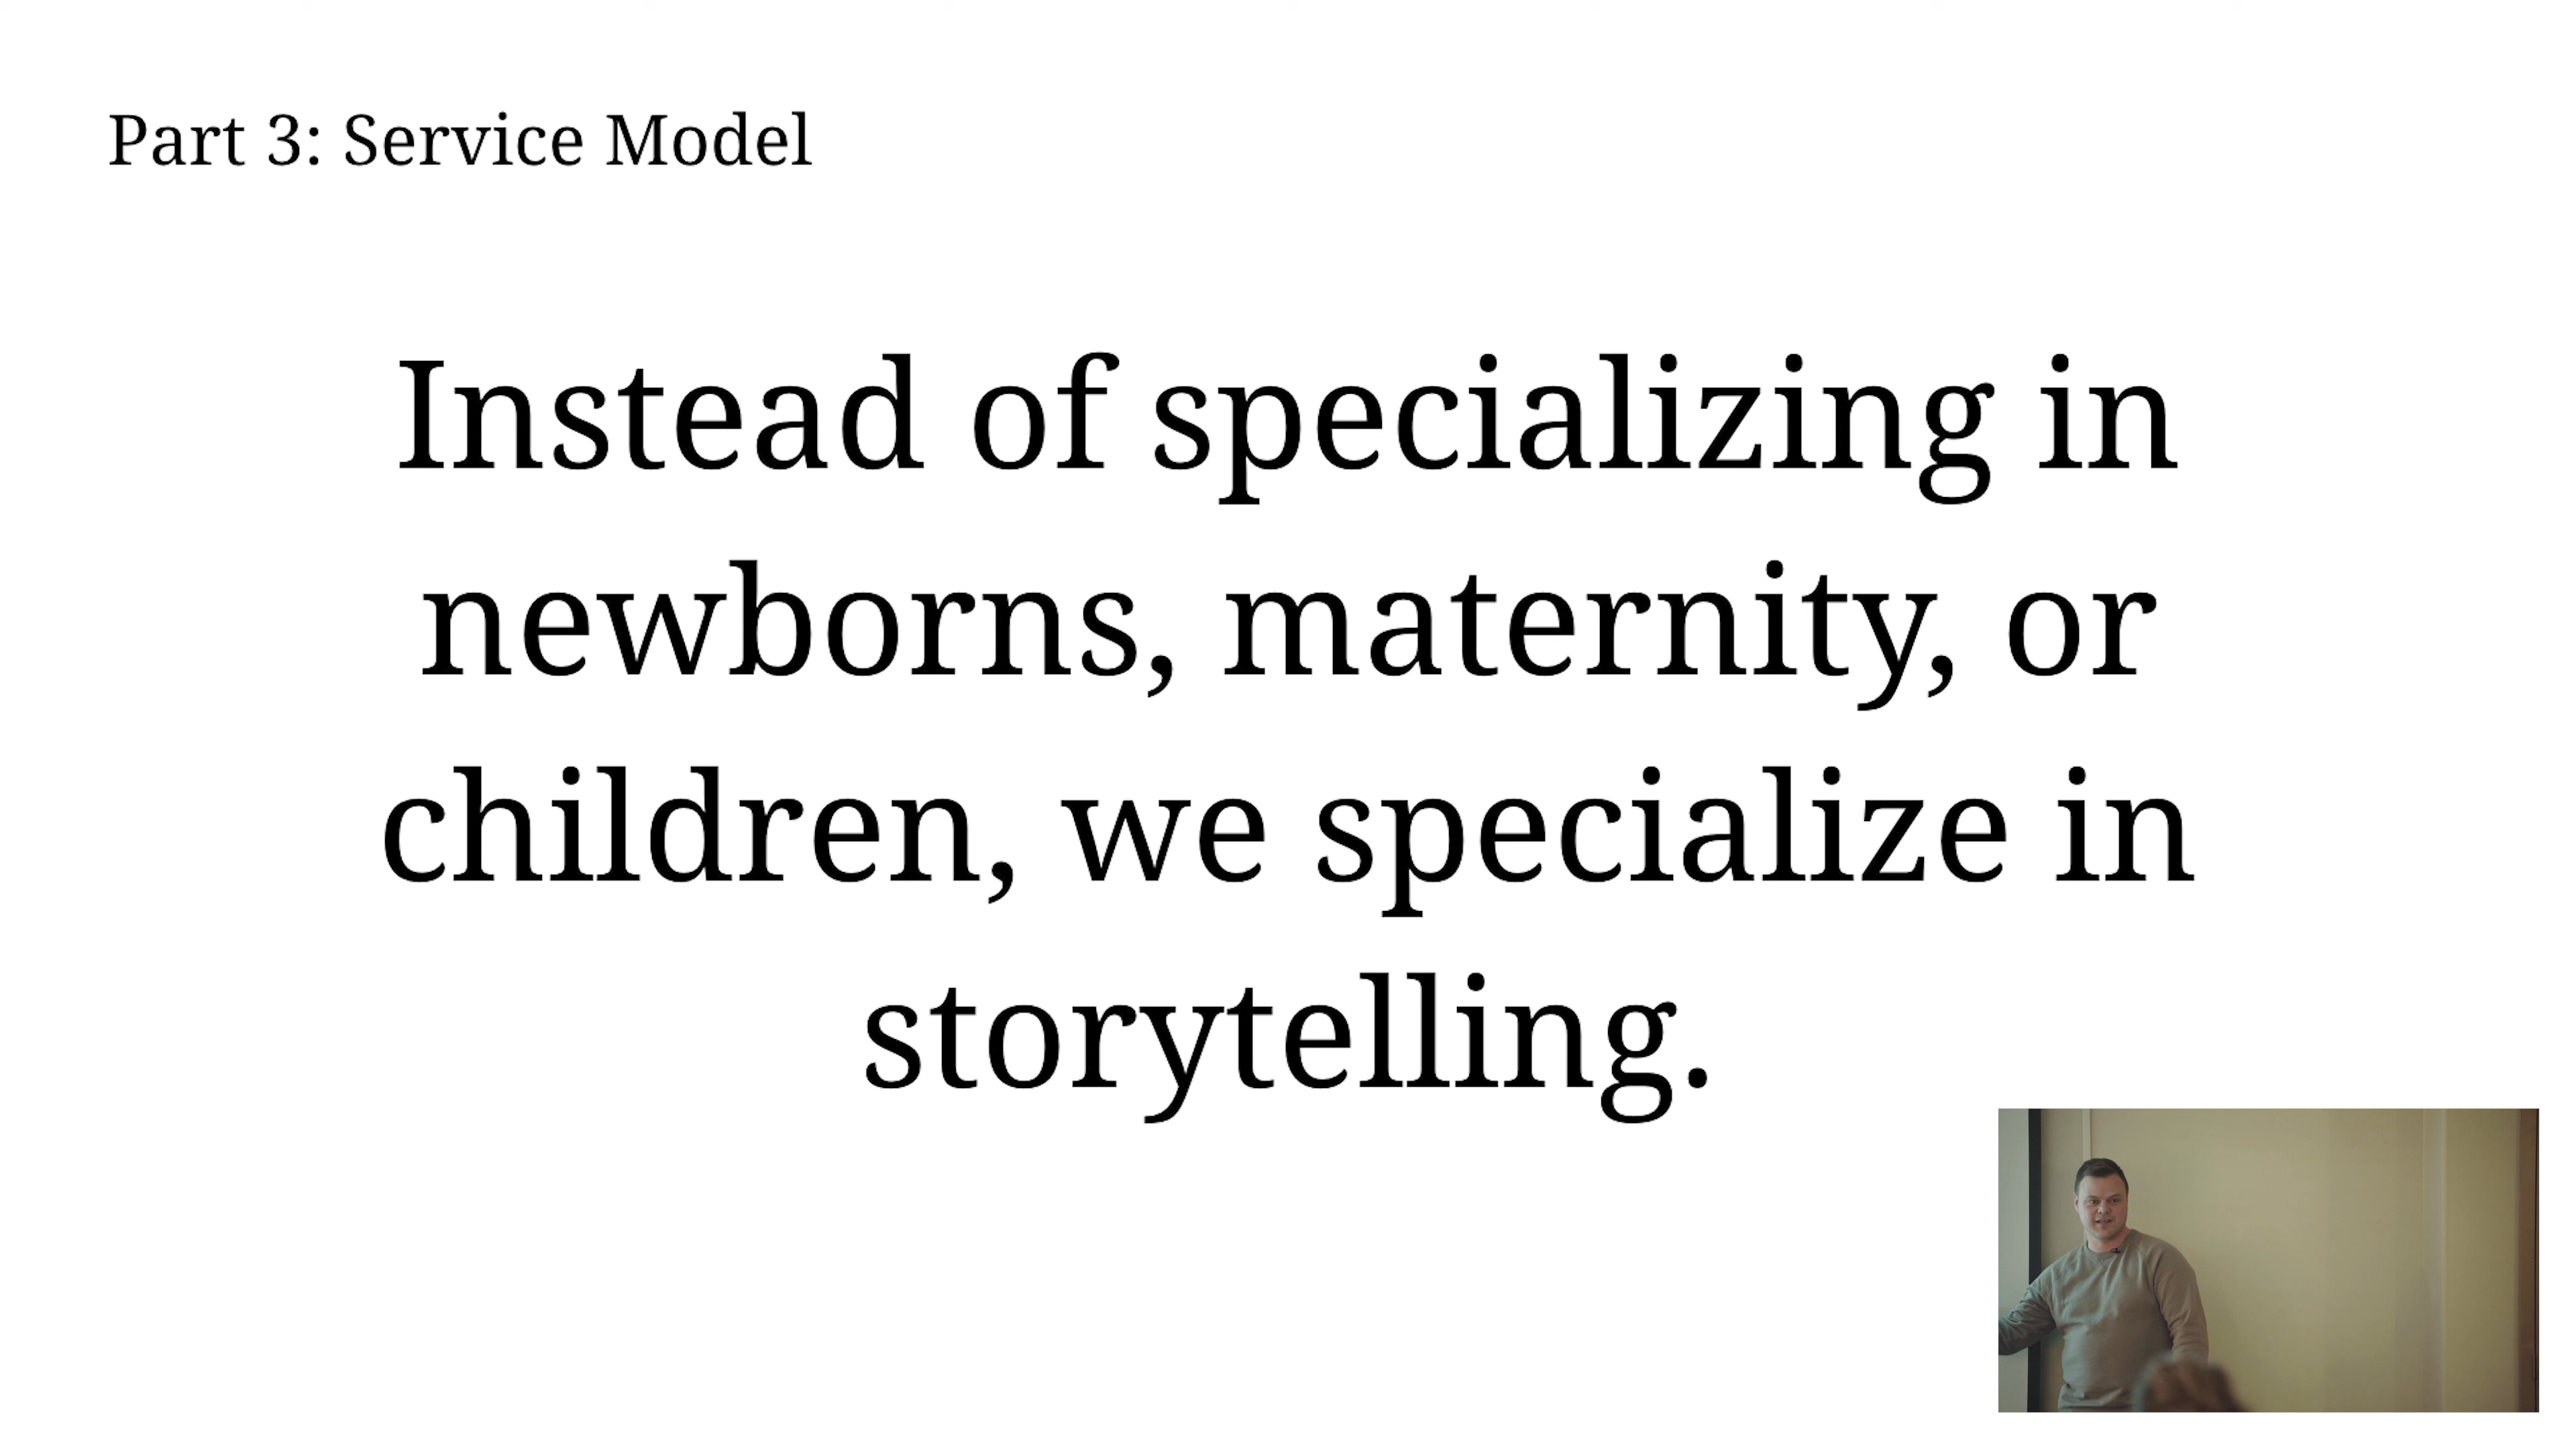 Part 3: Service Model
Instead of specializing in
newborns, maternity, or
children, we specialize in
storytelling.